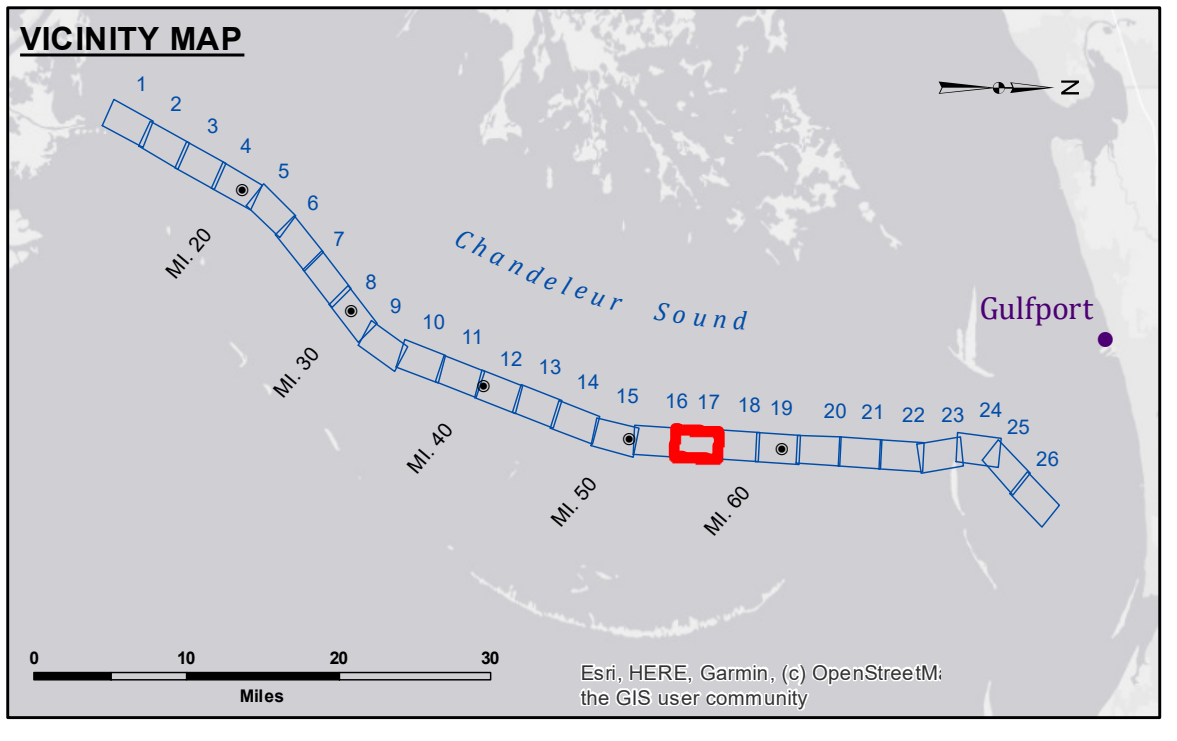 VICINITY MAP
1
2
3
4
5
6
7
8
9
10
11
12
13
14
15
16
17
18
19
20
21
22
23
24
25
26
N
MI. 20
MI. 30
MI. 40
MI. 50
MI. 60
Chandeleur Sound
Gulfport
0 10 20 30
Miles
Esri, HERE, Garmin, (c) OpenStreetMa
the GIS user community